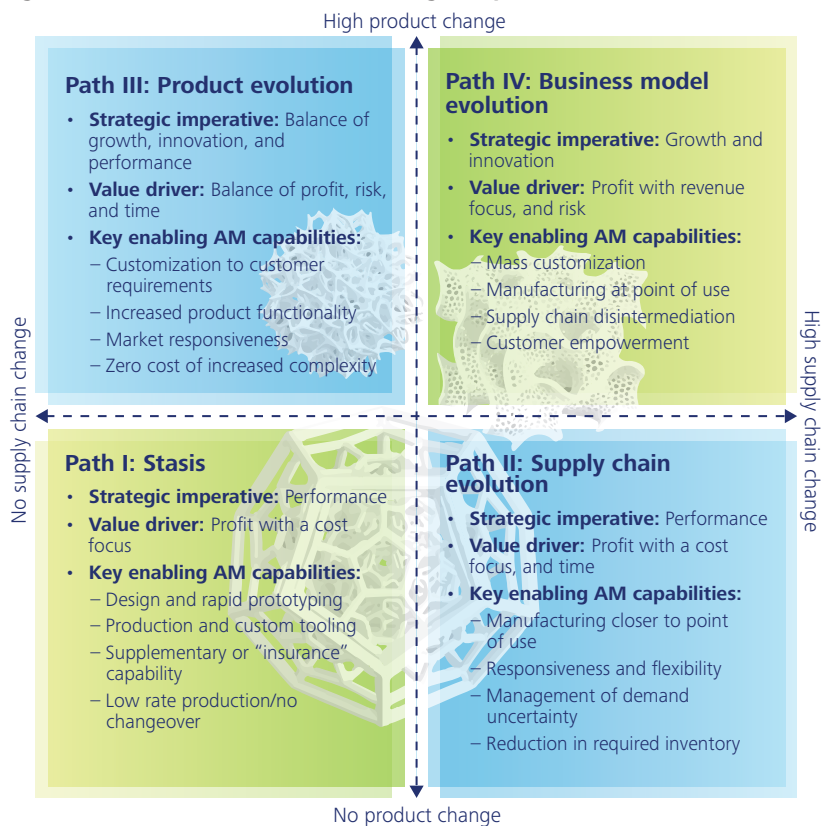 High product change
Path III: Product evolution
• Strategic imperative: Balance of
growth, innovation, and
performance
• Value driver: Balance of profit, risk,
and time
• Key enabling AM capabilities:
– Customization to customer
requirements
– Increased product functionality
– Market responsiveness
– Zero cost of increased complexity
Path IV: Business model
evolution
• Strategic imperative: Growth and
innovation
• Value driver: Profit with revenue
focus, and risk
• Key enabling AM capabilities:
– Mass customization
– Manufacturing at point of use
– Supply chain disintermediation
– Customer empowerment
No supply chain change
High supply chain change
Path I: Stasis
• Strategic imperative: Performance
• Value driver: Profit with a cost
focus
• Key enabling AM capabilities:
– Design and rapid prototyping
– Production and custom tooling
– Supplementary or “insurance”
capability
– Low rate production/no
changeover
Path II: Supply chain
evolution
• Strategic imperative: Performance
• Value driver: Profit with a cost
focus, and time
• Key enabling AM capabilities:
– Manufacturing closer to point
of use
– Responsiveness and flexibility
– Management of demand
uncertainty
– Reduction in required inventory
No product change